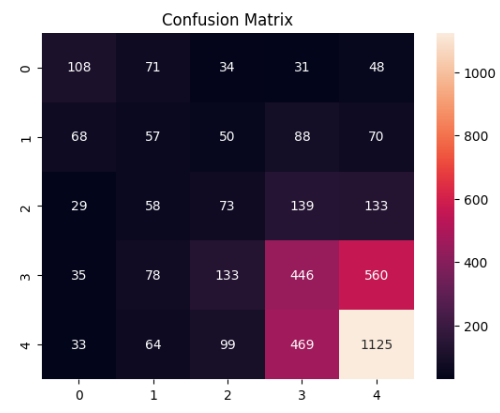 Confusion Matrix
0 108 71 34 31 48
1 68 57 50 88 70
2 29 58 73 139 133
3 35 78 133 446 560
4 33 64 99 469 1125
0 1 2 3 4
1000
800
600
400
200